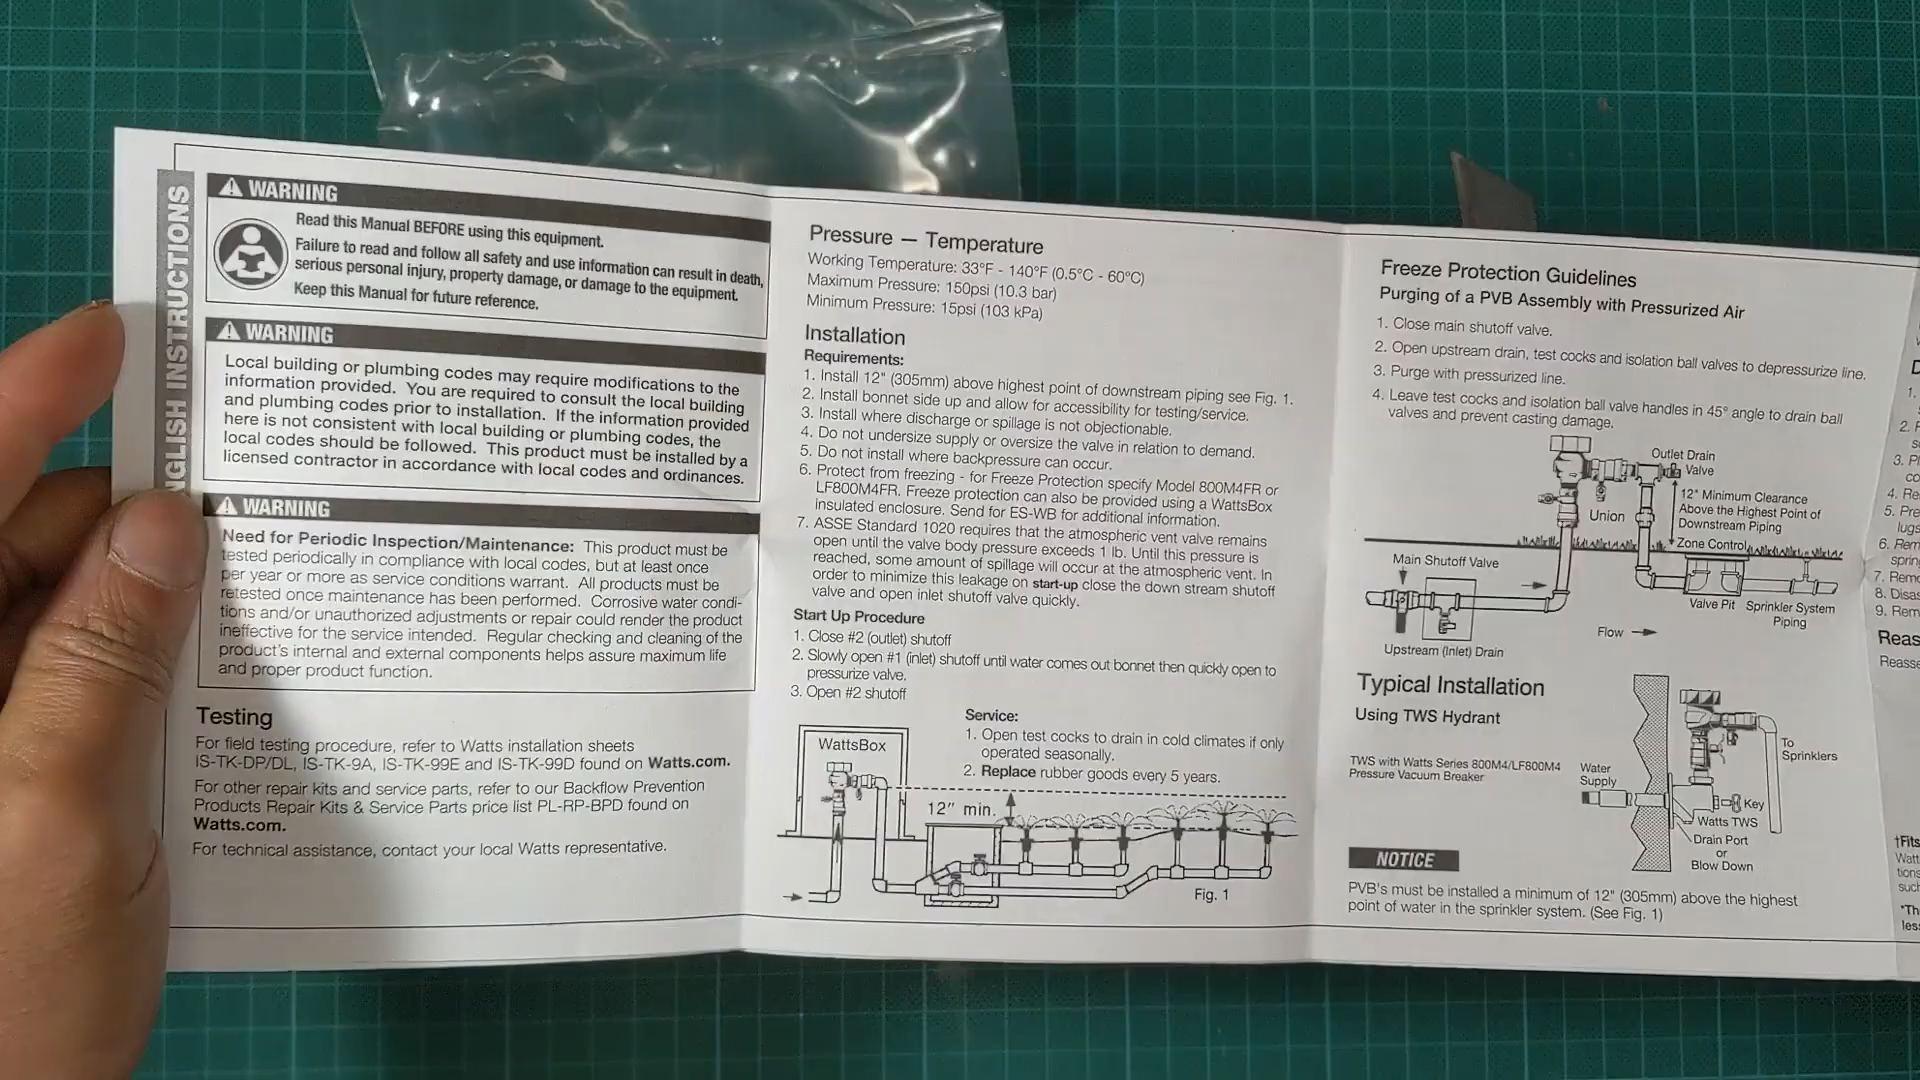 ENGLISH INSTRUCTIONS
WARNING
Read this Manual BEFORE using this equipment.
Failure to read and follow all safety and use information can result in death,
serious personal injury, property damage, or damage to the equipment.
Keep this Manual for future reference.
WARNING
Local building or plumbing codes may require modifications to the
information provided. You are required to consult the local building
and plumbing codes prior to installation. If the information provided
here is not consistent with local building or plumbing codes, the
local codes should be followed. This product must be installed by a
licensed contractor in accordance with local codes and ordinances.
WARNING
Need for Periodic Inspection/Maintenance: This product must be
tested periodically in compliance with local codes, but at least once
per year or more as service conditions warrant. All products must be
retested once maintenance has been performed. Corrosive water condi-
tions and/or unauthorized adjustments or repair could render the product
ineffective for the service intended. Regular checking and cleaning of the
product's internal and external components helps assure maximum life
and proper product function.
Testing
For field testing procedure, refer to Watts installation sheets
IS-TK-DP/DL, IS-TK-9A, IS-TK-99E and IS-TK-99D found on Watts.com.
For other repair kits and service parts, refer to our Backflow Prevention
Products Repair Kits & Service Parts price list PL-RP-BPD found on
Watts.com.
For technical assistance, contact your local Watts representative.
Pressure — Temperature
Working Temperature: 33°F - 140°F (0.5°C - 60°C)
Maximum Pressure: 150psi (10.3 bar)
Minimum Pressure: 15psi (103 kPa)
Installation
Requirements:
1. Install 12" (305mm) above highest point of downstream piping see Fig. 1.
2. Install bonnet side up and allow for accessibility for testing/service.
3. Install where discharge or spillage is not objectionable.
4. Do not undersize supply or oversize the valve in relation to demand.
5. Do not install where backpressure can occur.
6. Protect from freezing - for Freeze Protection specify Model 800M4FR or
LF800M4FR. Freeze protection can also be provided using a WattsBox
insulated enclosure. Send for ES-WB for additional information.
7. ASSE Standard 1020 requires that the atmospheric vent valve remains
open until the valve body pressure exceeds 1 lb. Until this pressure is
reached, some amount of spillage will occur at the atmospheric vent. In
order to minimize this leakage on start-up close the down stream shutoff
valve and open inlet shutoff valve quickly.
Start Up Procedure
1. Close #2 (outlet) shutoff
2. Slowly open #1 (inlet) shutoff until water comes out bonnet then quickly open to
pressurize valve.
3. Open #2 shutoff
Service:
1. Open test cocks to drain in cold climates if only
operated seasonally.
2. Replace rubber goods every 5 years.
WattsBox
12" min.
Fig. 1
Freeze Protection Guidelines
Purging of a PVB Assembly with Pressurized Air
1. Close main shutoff valve.
2. Open upstream drain, test cocks and isolation ball valves to depressurize line.
3. Purge with pressurized line.
4. Leave test cocks and isolation ball valve handles in 45° angle to drain ball
valves and prevent casting damage.
Outlet Drain
Valve
12" Minimum Clearance
Above the Highest Point of
Downstream Piping
Union
Zone Control
Main Shutoff Valve
Valve Pit
Sprinkler System
Piping
Flow
Upstream (Inlet) Drain
Typical Installation
Using TWS Hydrant
TWS with Watts Series 800M4/LF800M4
Pressure Vacuum Breaker
Water
Supply
To
Sprinklers
Key
Watts TWS
Drain Port
or
Blow Down
NOTICE
PVB's must be installed a minimum of 12" (305mm) above the highest
point of water in the sprinkler system. (See Fig. 1)
1.
2.
3.
4. Re
5. Pre
lugs
6. Rem
sprin
7. Remo
8. Disas
9. Rem
Reas
Reasse
†Fits
Watt
tions
such
*Th
less